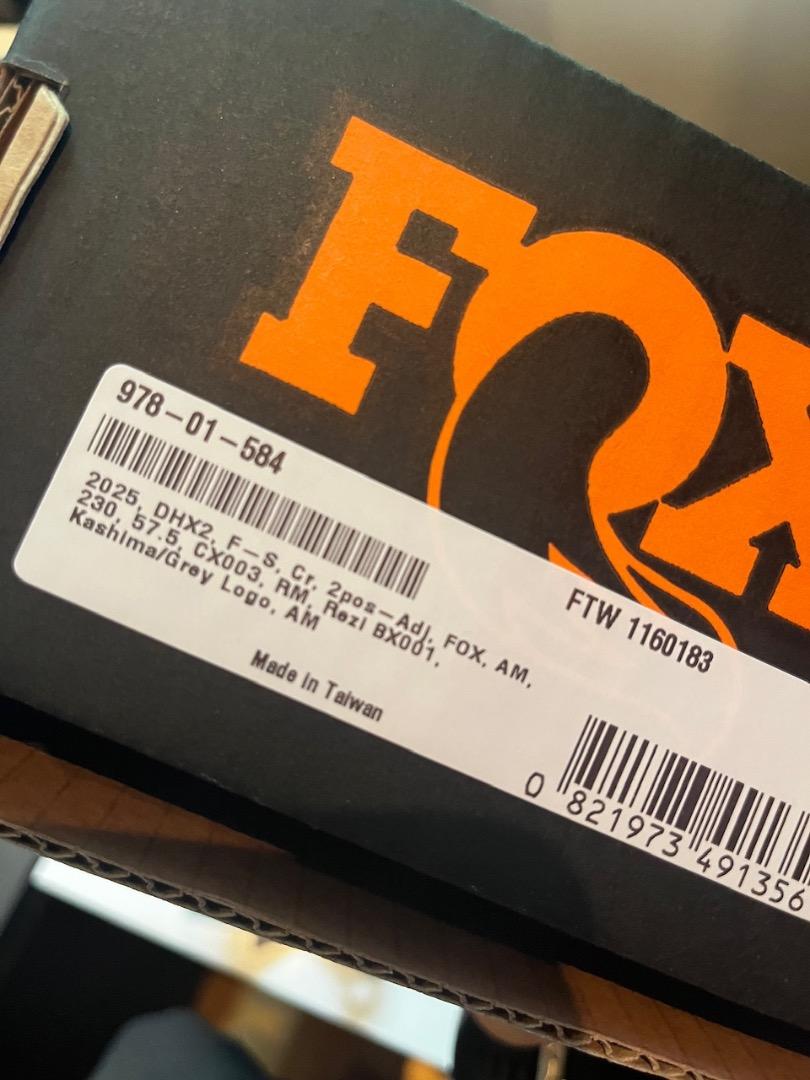 FOX
978-01-584
2025, DHX2, F-S, Cr, 2pos-Adj, FOX, AM,
230, 57.5, CX003, RM, Rezi BX001,
Kashima/Grey Logo, AM
Made in Taiwan
FTW 1160183
0 821973 491356